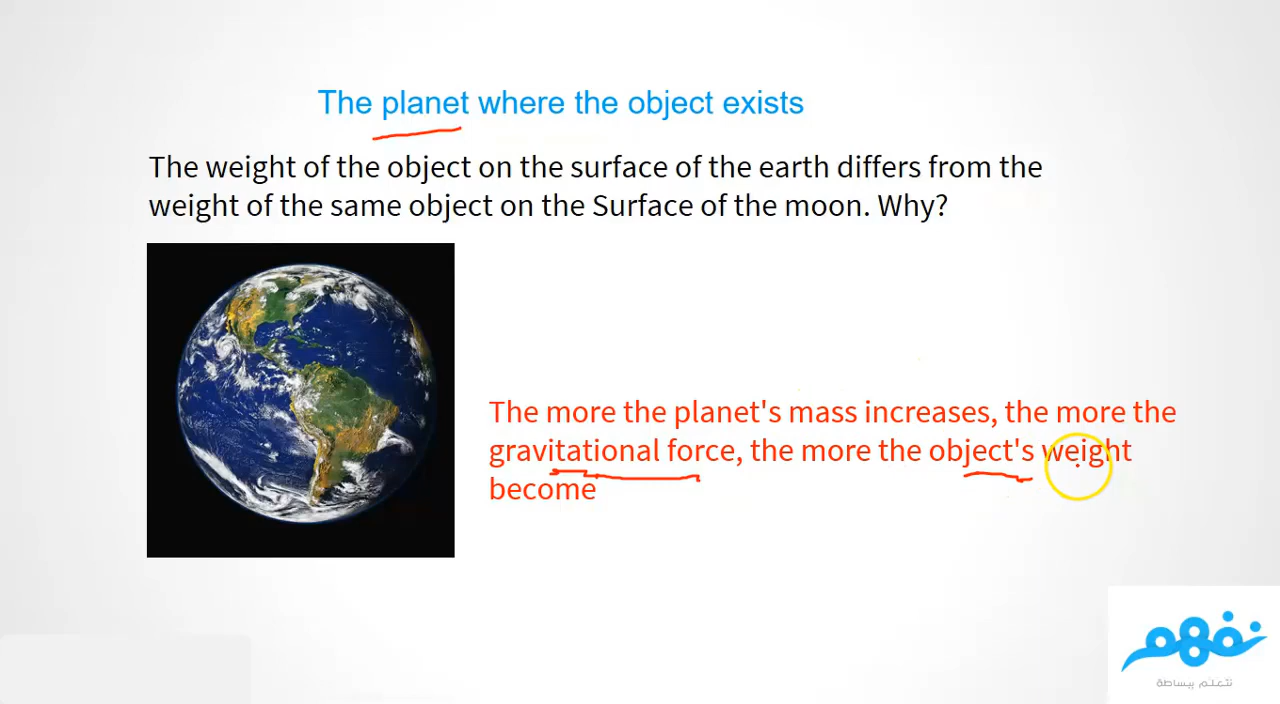 The planet where the object exists
The weight of the object on the surface of the earth differs from the
weight of the same object on the Surface of the moon. Why?
The more the planet's mass increases, the more the
gravitational force, the more the object's weight
become
نفهم
نتعلم ببساطة